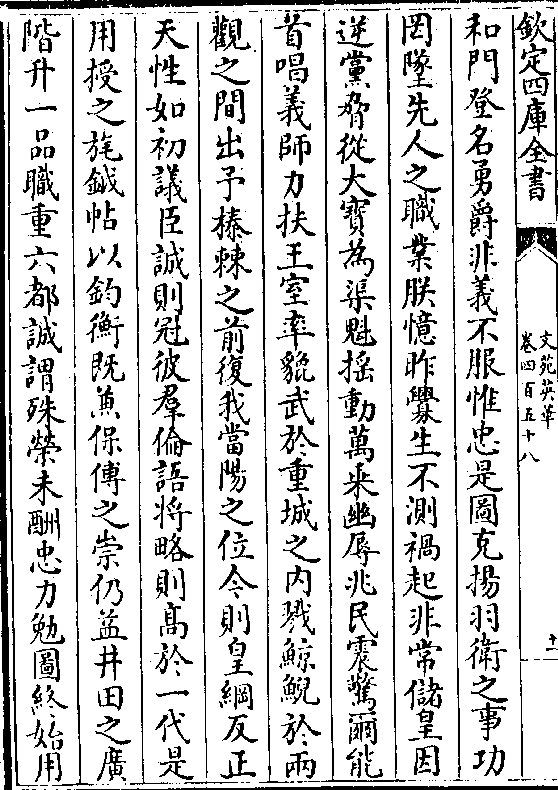 欽定四庫全書
文苑英華
卷四百五十八
十一
和門登名勇爵非義不服惟忠是圖克揚羽衛之事功
罔墜先人之職業朕憶昨釁生不測禍起非常儲皇因
逆黨脅從大寶為渠魁搖動萬乗幽辱兆民震驚爾能
首唱義師力扶王室率貔武於重城之内戮鯨鯢於兩
觀之間出予榛棘之前復我當陽之位今則皇綱反正
天性如初議臣誠則冠彼羣倫語將略則髙於一代是
用授之旄鉞帖以鈞衡既兼保傅之崇仍益井田之廣
階升一品職重六都誠謂殊榮未酬忠力勉圖終始用